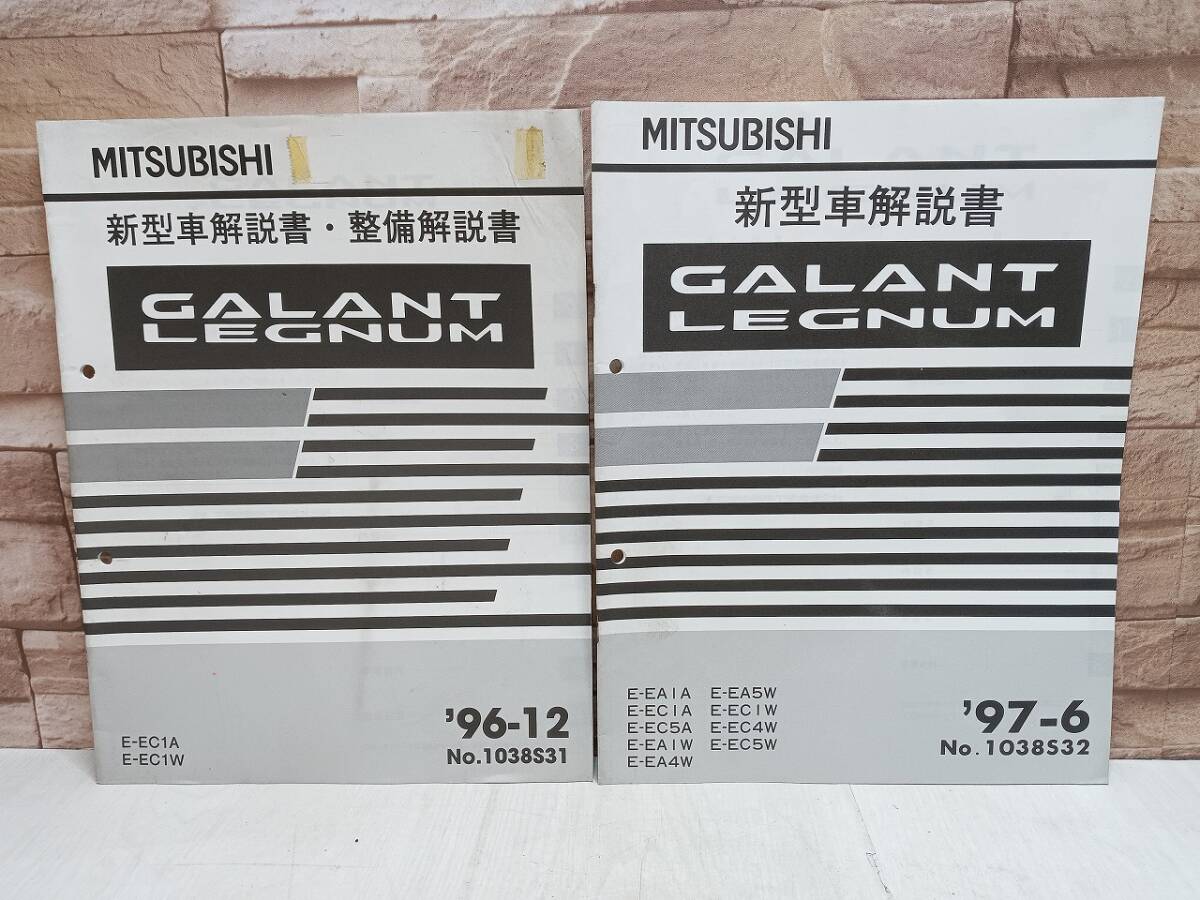 MITSUBISHI
新型車解説書・整備解説書
GALANT
LEGNUM
E-EC1A
E-EC1W
'96-12
No.1038S31
MITSUBISHI
新型車解説書
GALANT
LEGNUM
E-EA1A E-EA5W
E-EC1A E-EC1W
E-EC5A E-EC4W
E-EA1W E-EC5W
E-EA4W
'97-6
No.1038S32